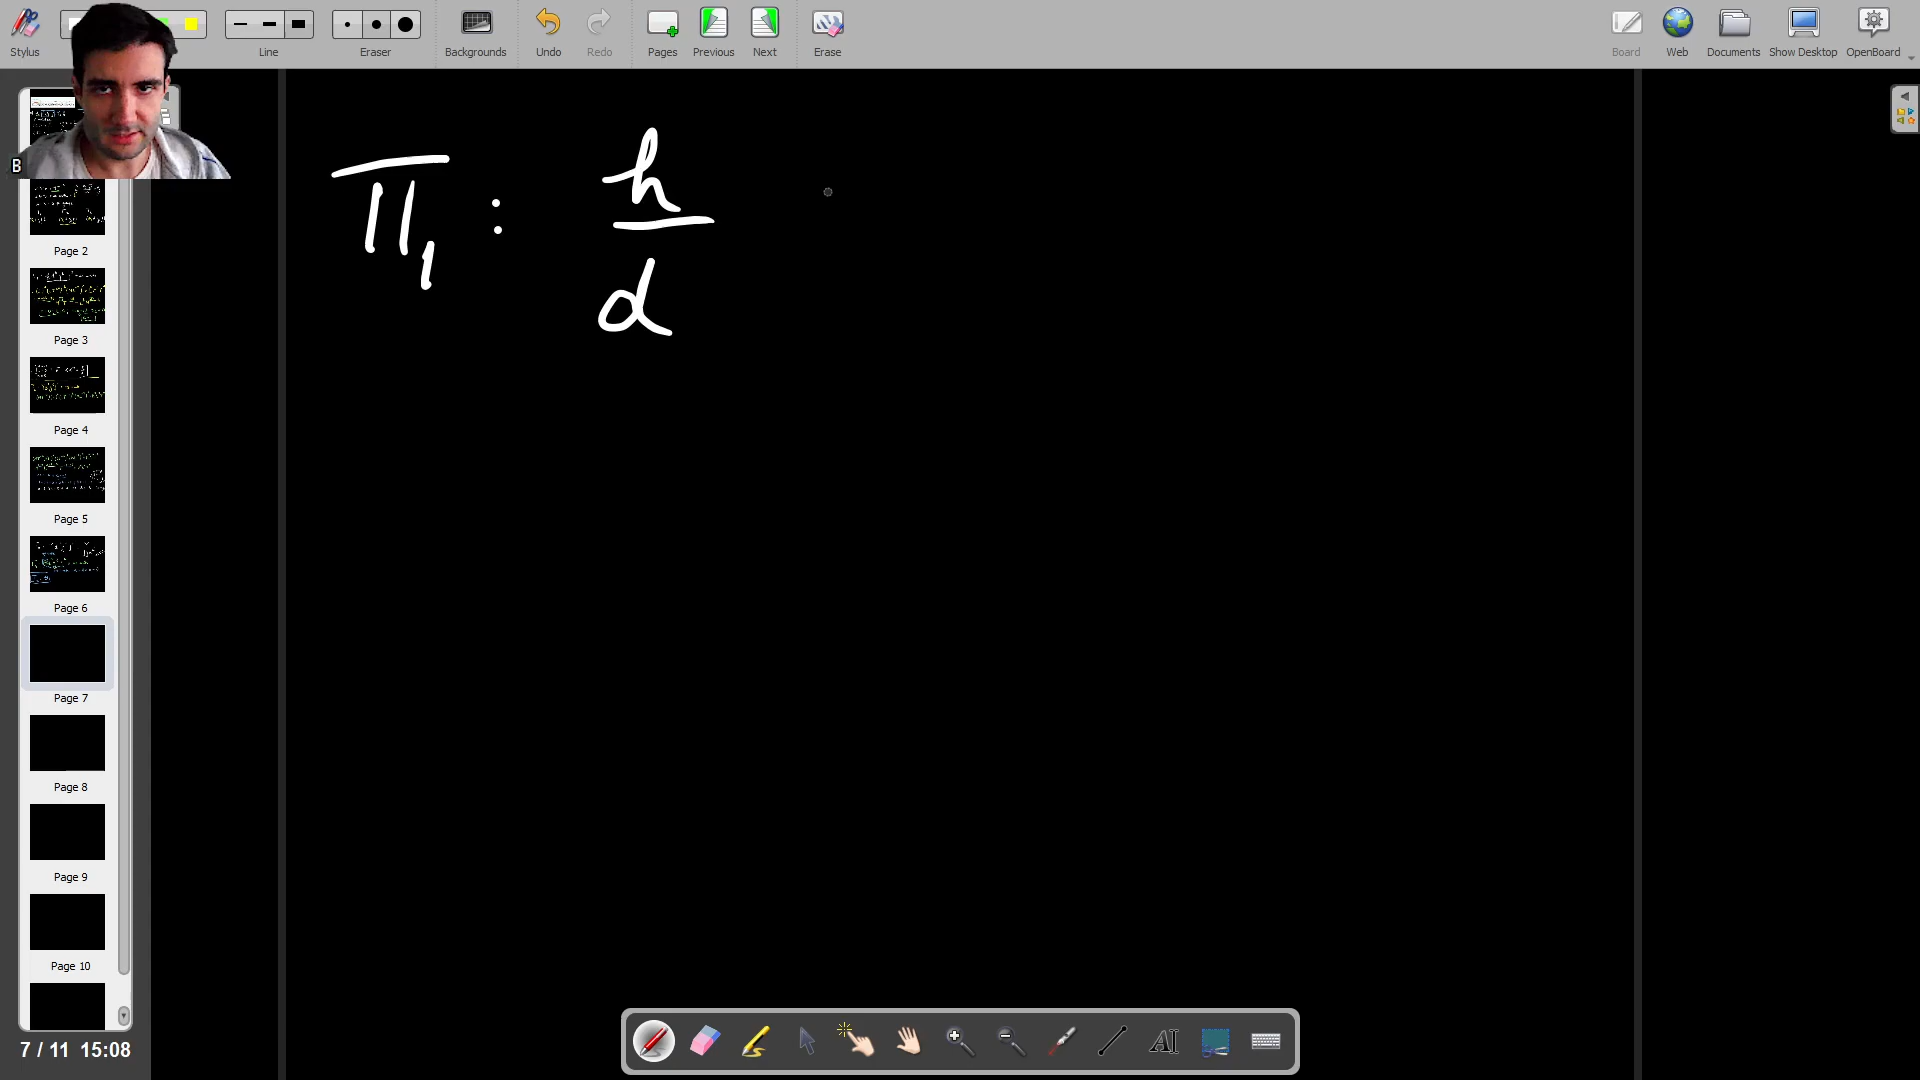 Stylus
Line
Eraser
Backgrounds
Undo
Redo
Pages
Previous
Next
Erase
Board
Web
Documents
Show Desktop
OpenBoard
B
Π₁ : h/d
Page 2
Page 3
Page 4
Page 5
Page 6
Page 7
Page 8
Page 9
Page 10
7 / 11 15:08
AI